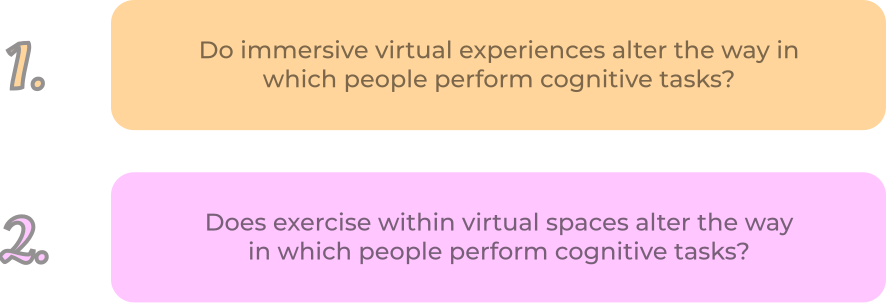 1.
Do immersive virtual experiences alter the way in
which people perform cognitive tasks?
2.
Does exercise within virtual spaces alter the way
in which people perform cognitive tasks?